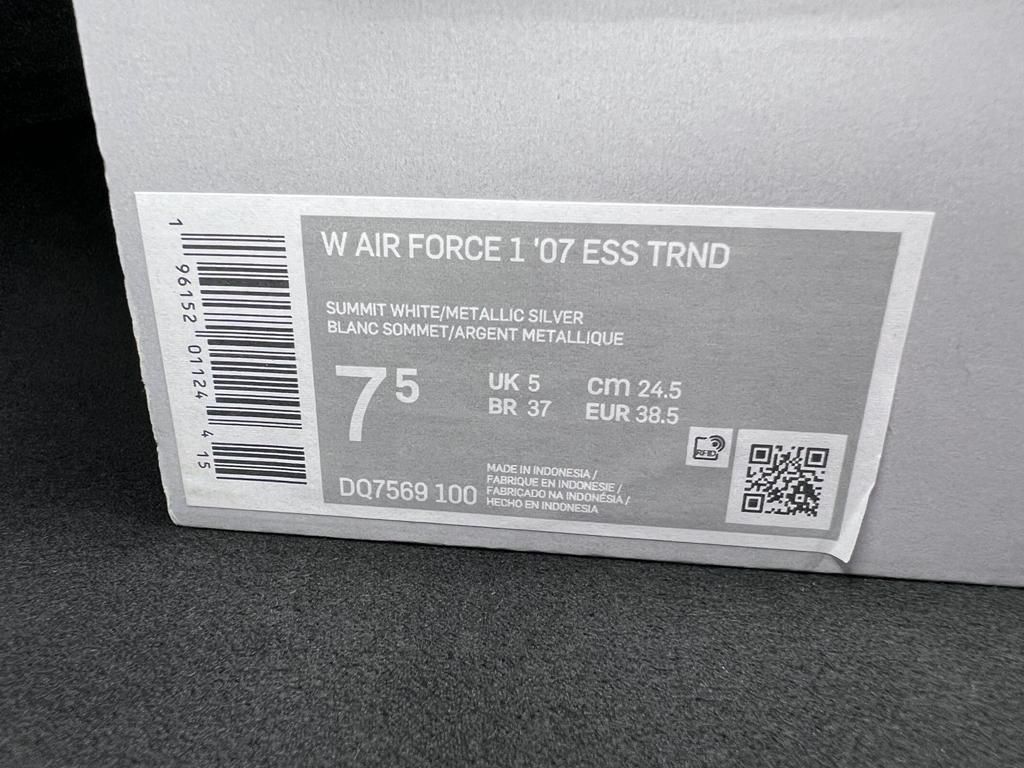 W AIR FORCE 1 '07 ESS TRND
SUMMIT WHITE/METALLIC SILVER
BLANC SOMMET/ARGENT METALLIQUE
7 5
UK 5 cm 24.5
BR 37 EUR 38.5
RFID
DQ7569 100
MADE IN INDONESIA /
FABRIQUE EN INDONESIE /
FABRICADO NA INDONÉSIA /
HECHO EN INDONESIA
1 96152 01124 4 15